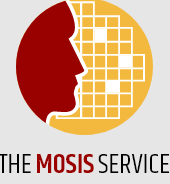 THE MOSIS SERVICE